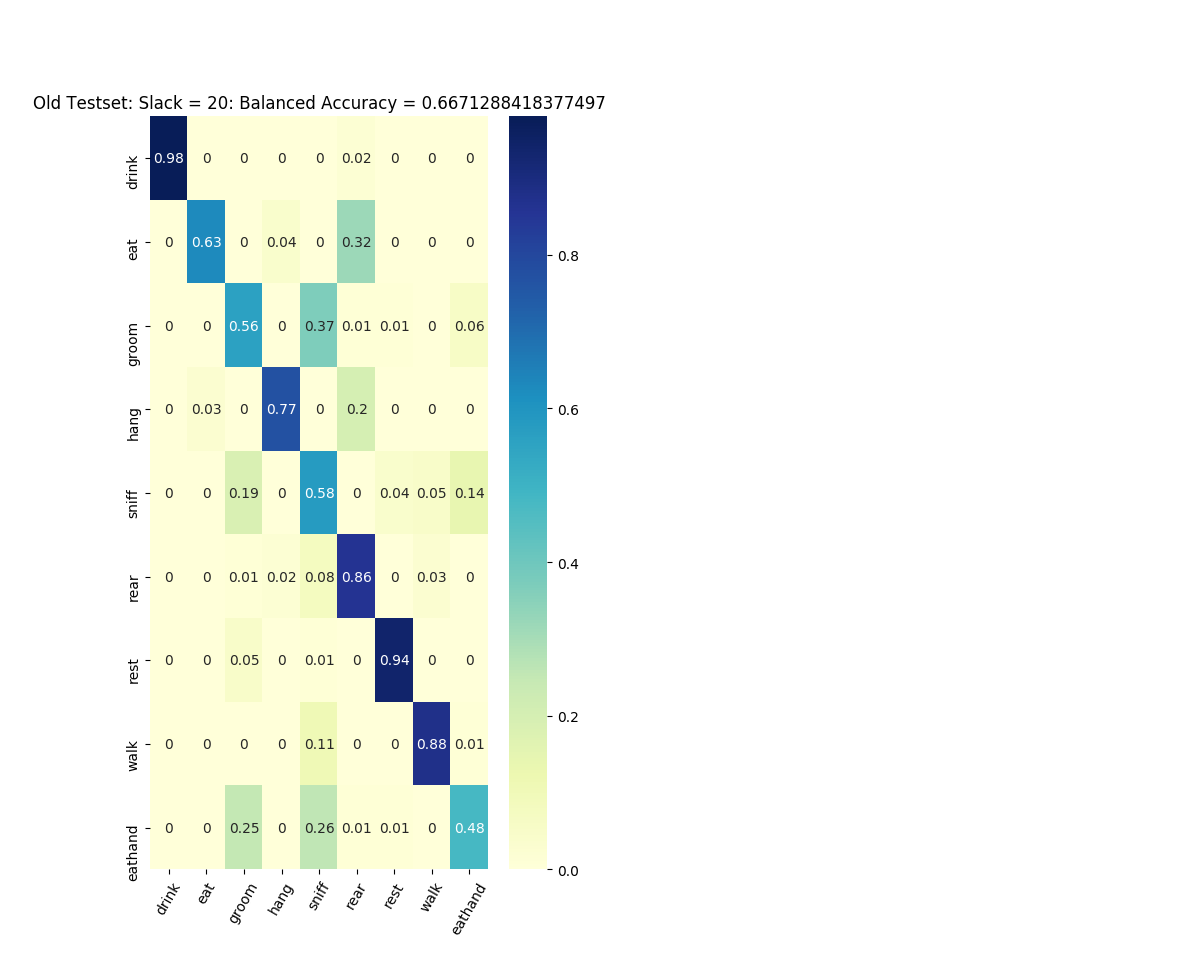 Old Testset: Slack = 20: Balanced Accuracy = 0.6671288418377497
drink 0.98 0 0 0 0 0.02 0 0 0
eat 0 0.63 0 0.04 0 0.32 0 0 0
groom 0 0 0.56 0 0.37 0.01 0.01 0 0.06
hang 0 0.03 0 0.77 0 0.2 0 0 0
sniff 0 0 0.19 0 0.58 0 0.04 0.05 0.14
rear 0 0 0.01 0.02 0.08 0.86 0 0.03 0
rest 0 0 0.05 0 0.01 0 0.94 0 0
walk 0 0 0 0 0.11 0 0 0.88 0.01
eathand 0 0 0.25 0 0.26 0.01 0.01 0 0.48
drink eat groom hang sniff rear rest walk eathand
0.8
0.6
0.4
0.2
0.0